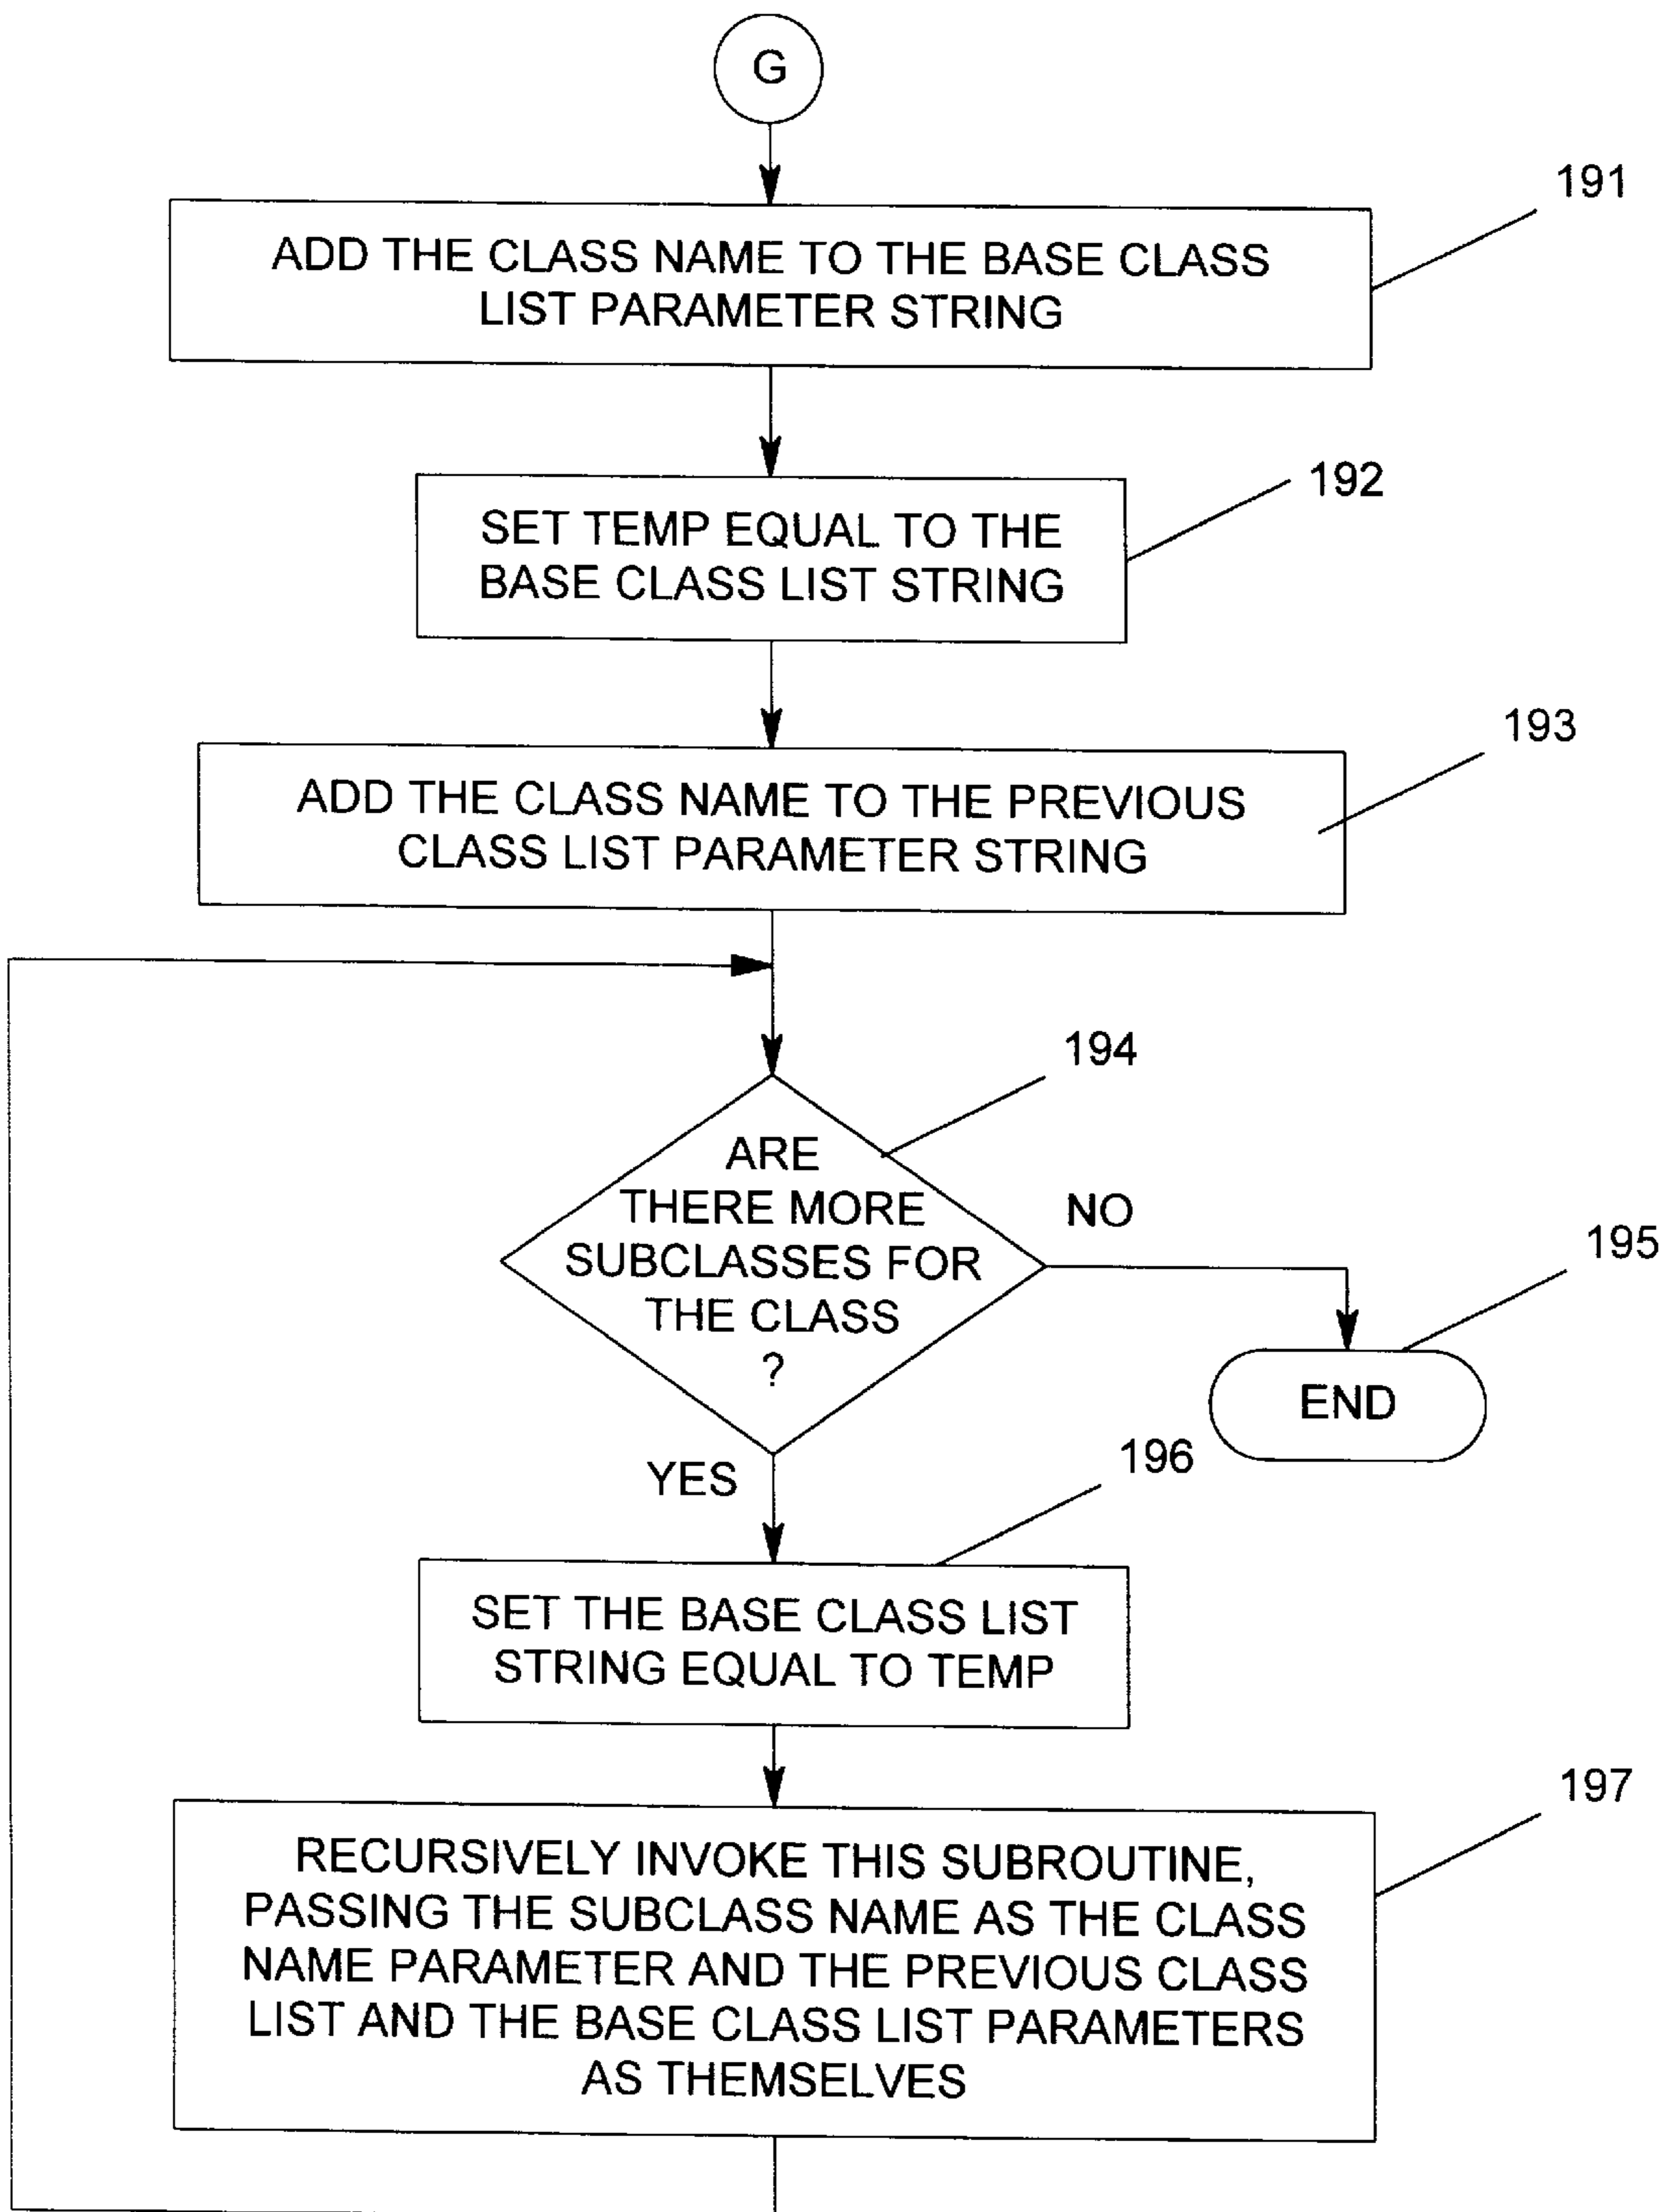 G
191
ADD THE CLASS NAME TO THE BASE CLASS
LIST PARAMETER STRING
192
SET TEMP EQUAL TO THE
BASE CLASS LIST STRING
193
ADD THE CLASS NAME TO THE PREVIOUS
CLASS LIST PARAMETER STRING
194
ARE
THERE MORE
SUBCLASSES FOR
THE CLASS
?
NO
195
END
YES
196
SET THE BASE CLASS LIST
STRING EQUAL TO TEMP
197
RECURSIVELY INVOKE THIS SUBROUTINE,
PASSING THE SUBCLASS NAME AS THE CLASS
NAME PARAMETER AND THE PREVIOUS CLASS
LIST AND THE BASE CLASS LIST PARAMETERS
AS THEMSELVES